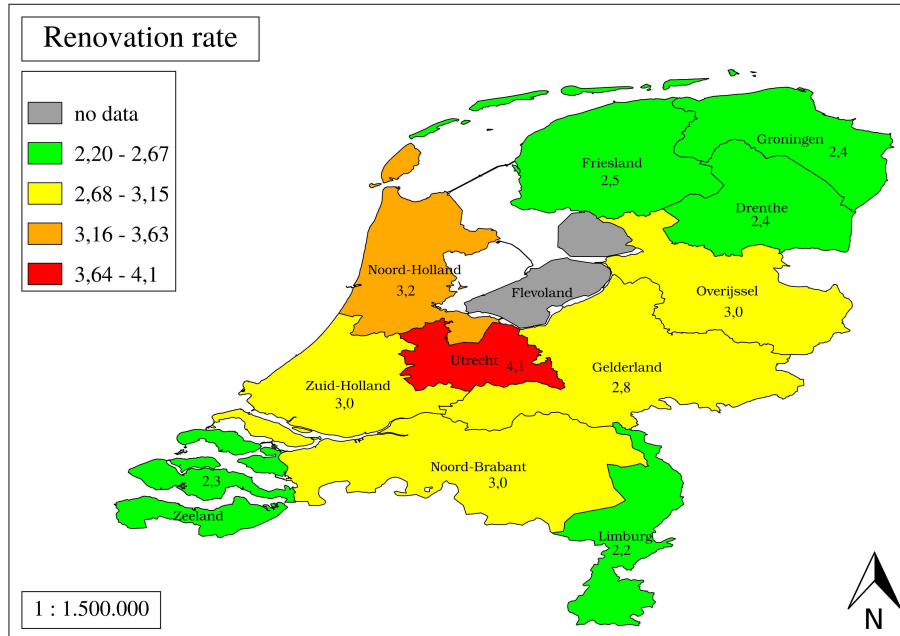 Renovation rate
no data
2,20 - 2,67
2,68 - 3,15
3,16 - 3,63
3,64 - 4,1
Groningen
2,4
Friesland
2,5
Drenthe
2,4
Noord-Holland
3,2
Flevoland
Overijssel
3,0
Utrecht 4,1
Gelderland
2,8
Zuid-Holland
3,0
Noord-Brabant
3,0
2,3
Zeeland
Limburg
2,2
1 : 1.500.000
N